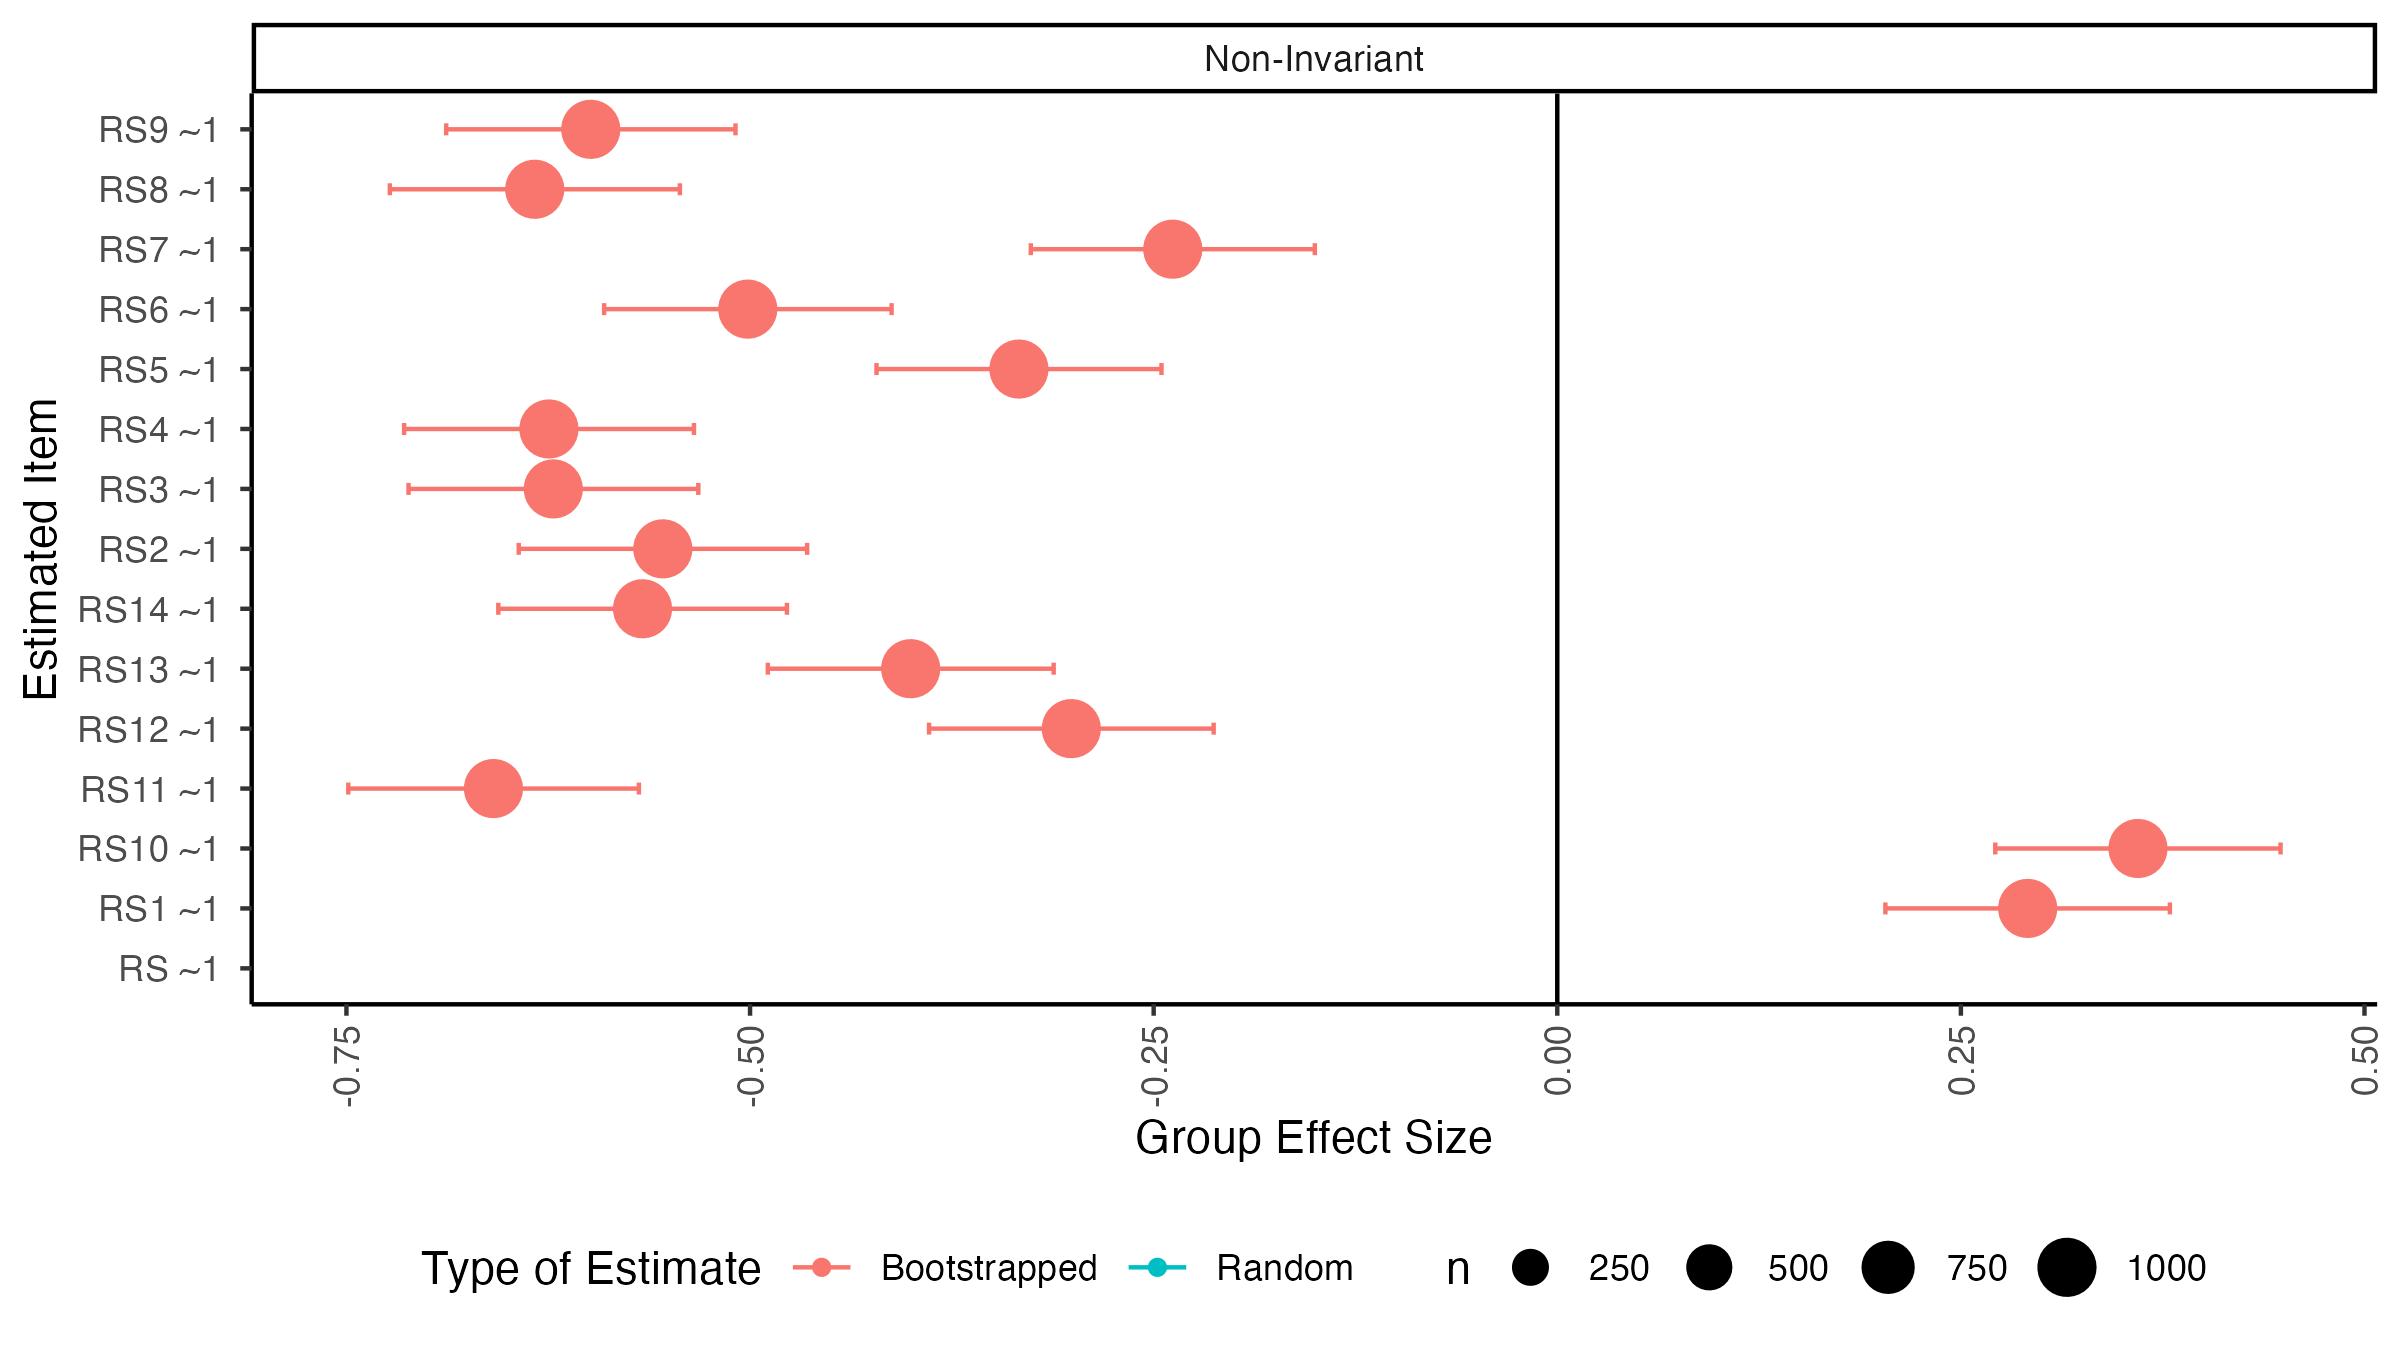 Non-Invariant
Estimated Item
RS9 ~1
RS8 ~1
RS7 ~1
RS6 ~1
RS5 ~1
RS4 ~1
RS3 ~1
RS2 ~1
RS14 ~1
RS13 ~1
RS12 ~1
RS11 ~1
RS10 ~1
RS1 ~1
RS ~1
-0.75 -0.50 -0.25 0.00 0.25 0.50
Group Effect Size
Type of Estimate Bootstrapped Random n 250 500 750 1000